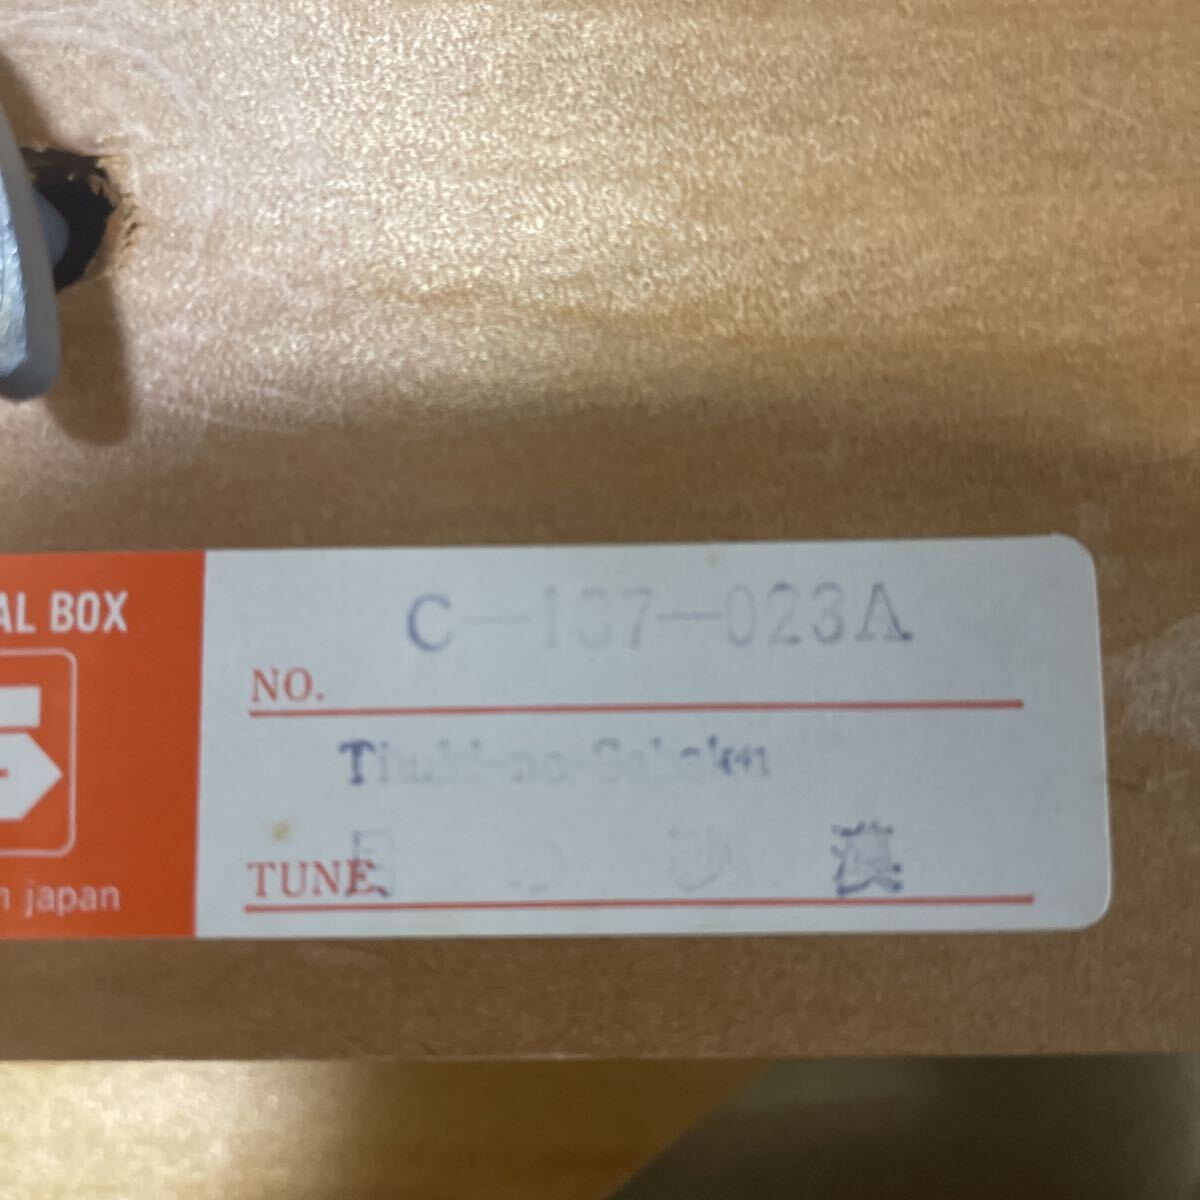 AL BOX
C-137-023A
NO.
月の砂漠
TUNE
n japan